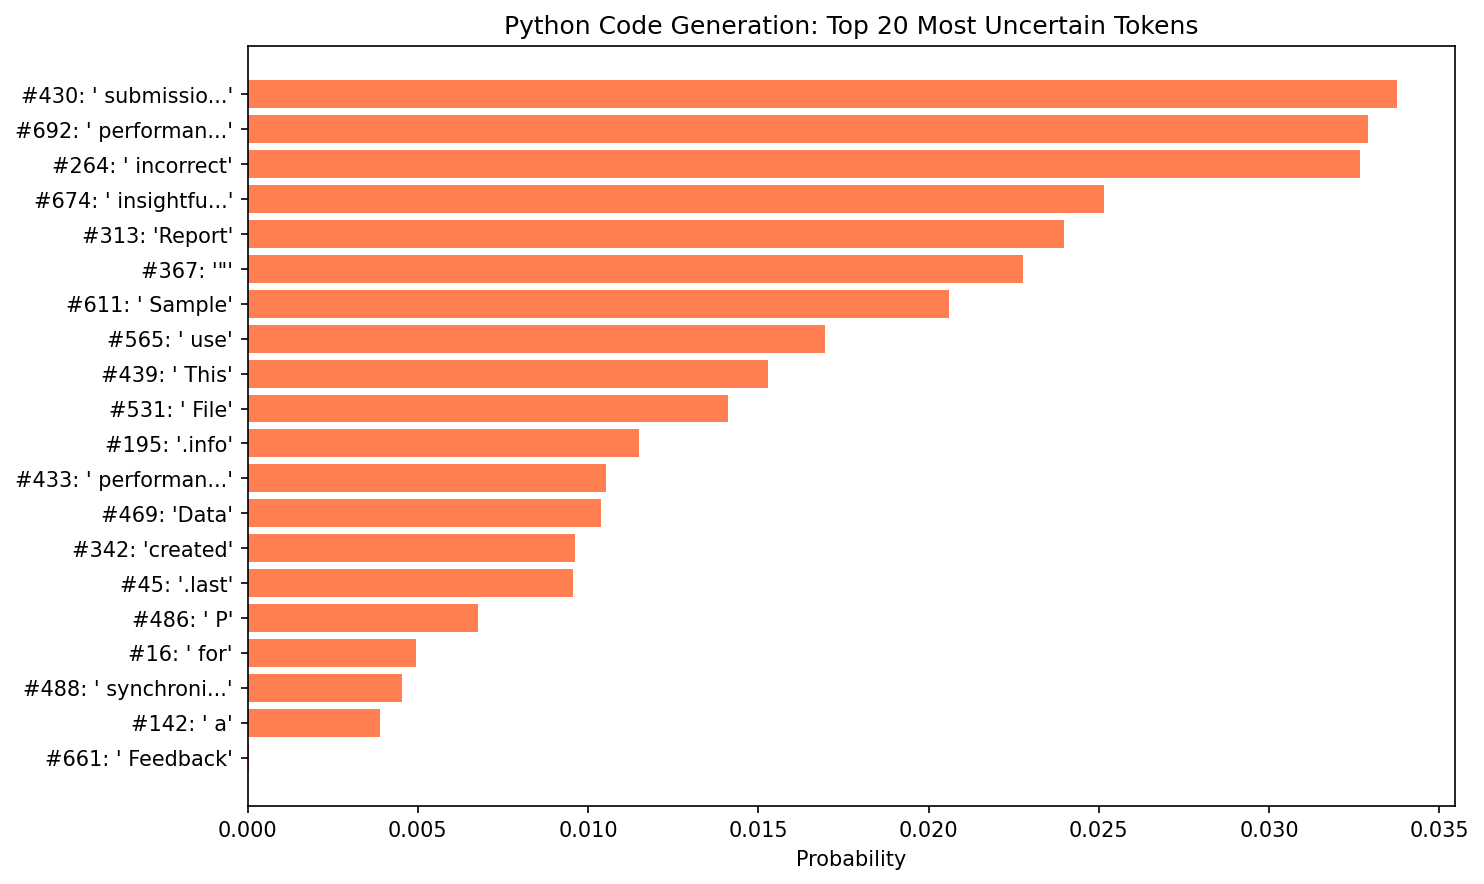 Python Code Generation: Top 20 Most Uncertain Tokens
#430: ' submissio...'
#692: ' performan...'
#264: ' incorrect'
#674: ' insightfu...'
#313: 'Report'
#367: '"'
#611: ' Sample'
#565: ' use'
#439: ' This'
#531: ' File'
#195: '.info'
#433: ' performan...'
#469: 'Data'
#342: 'created'
#45: '.last'
#486: ' P'
#16: ' for'
#488: ' synchroni...'
#142: ' a'
#661: ' Feedback'
0.000 0.005 0.010 0.015 0.020 0.025 0.030 0.035
Probability